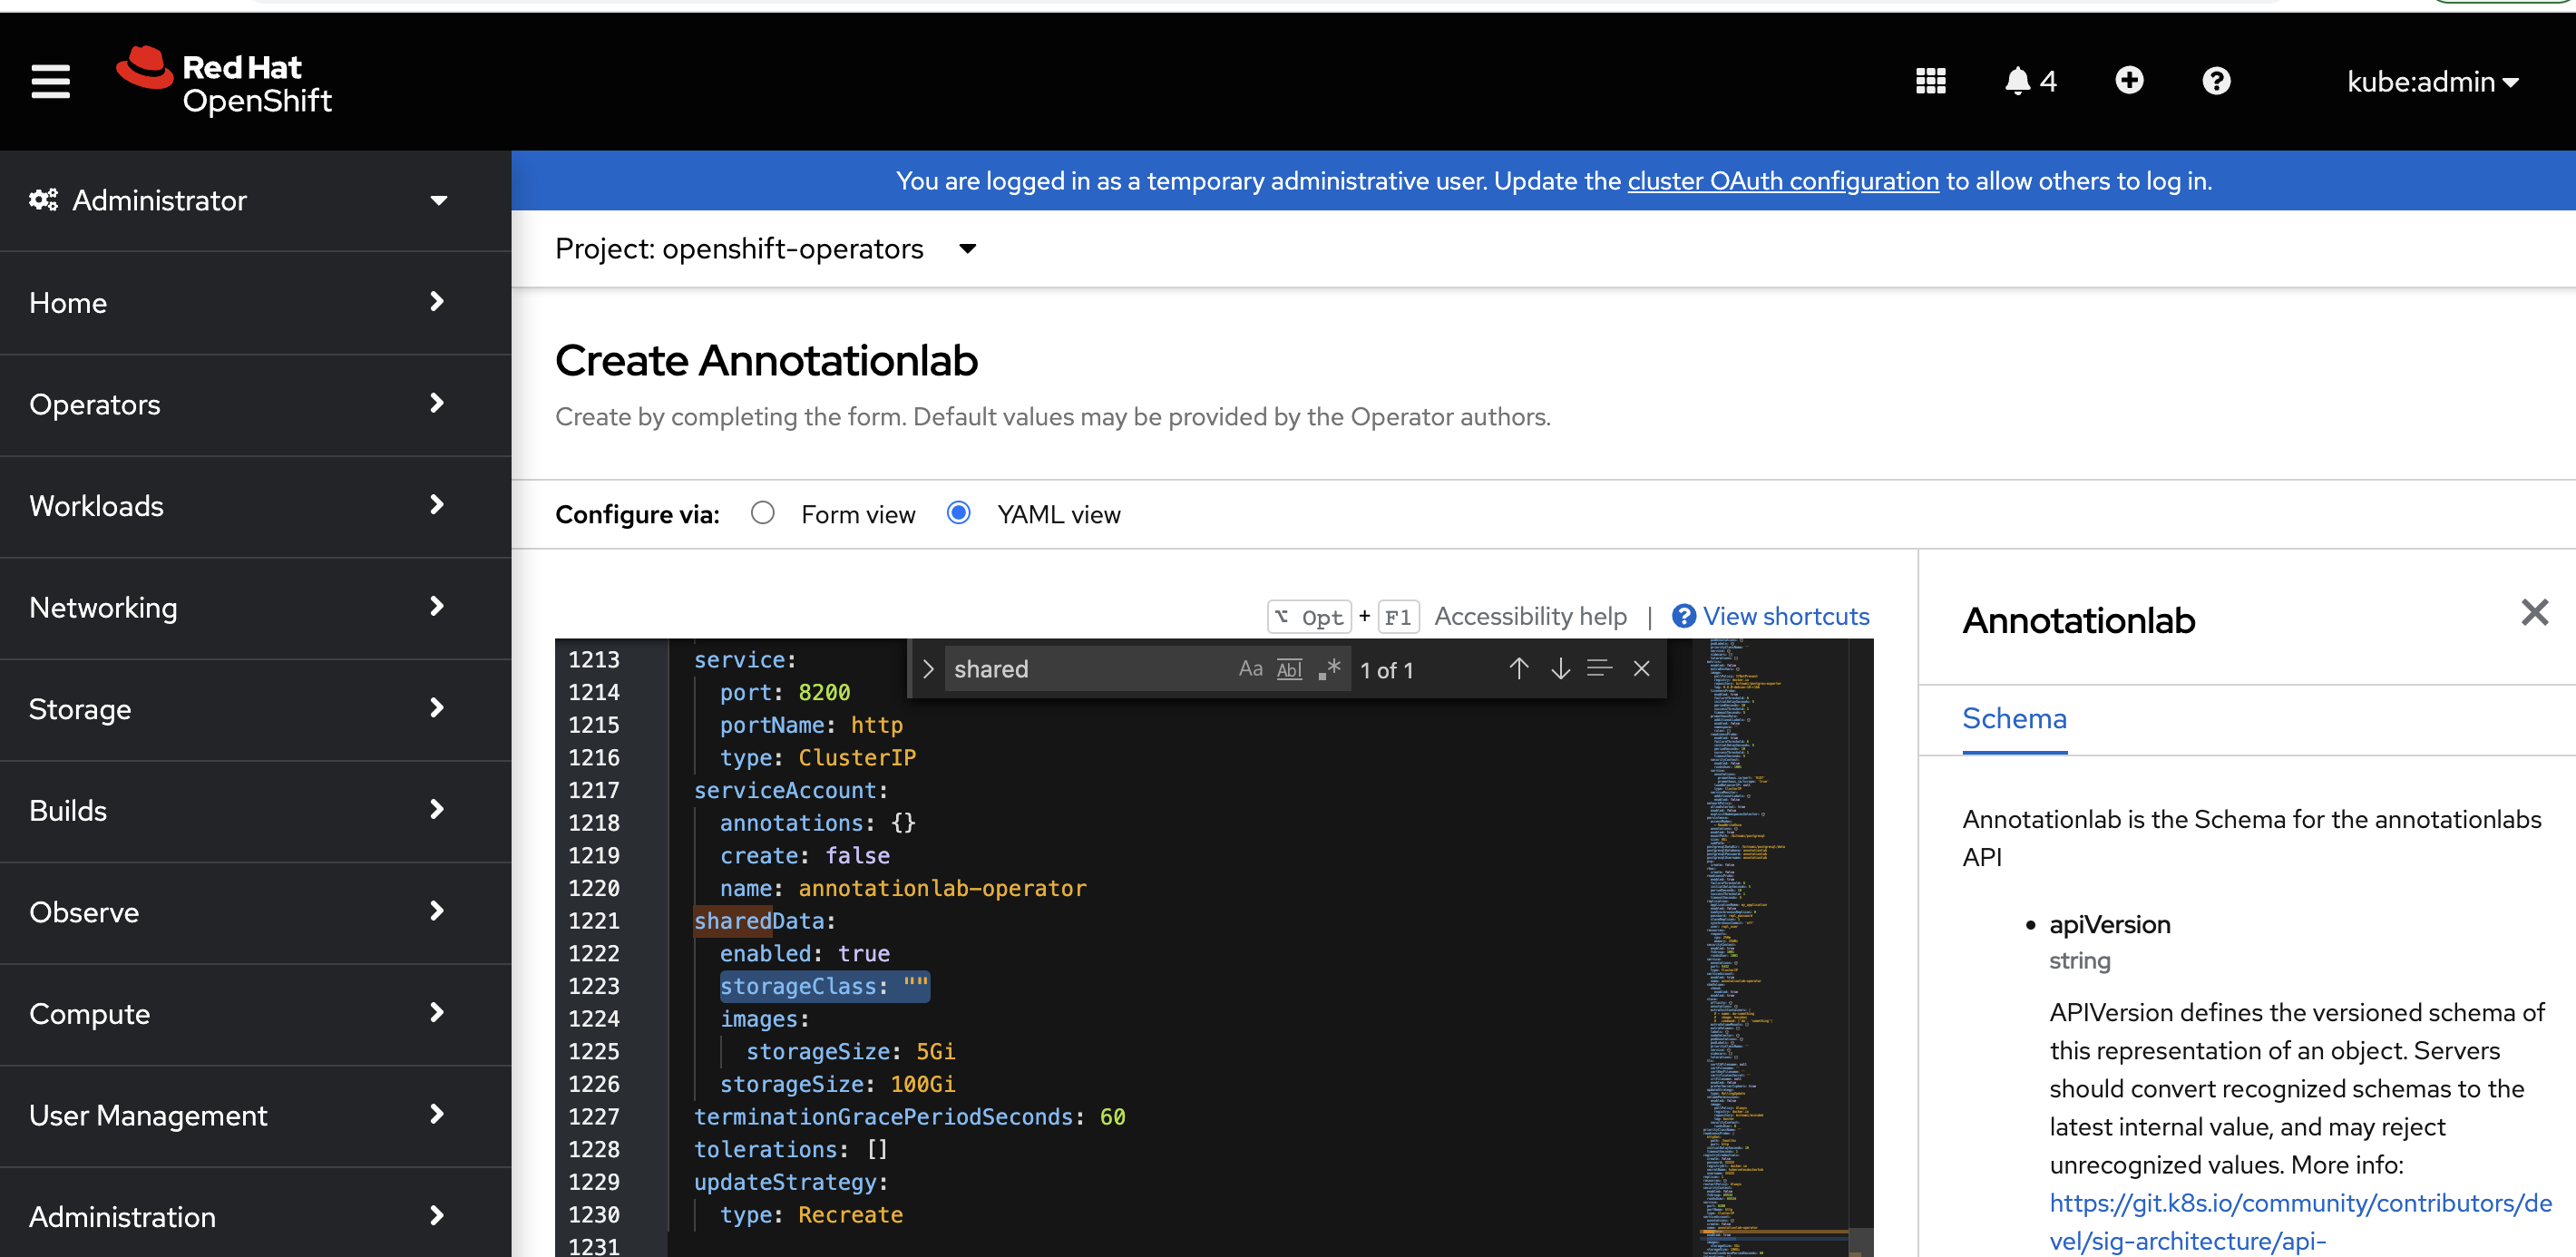 Red Hat
OpenShift
4
kube:admin
Administrator
You are logged in as a temporary administrative user. Update the cluster OAuth configuration to allow others to log in.
Project: openshift-operators
Home
Operators
Workloads
Networking
Storage
Builds
Observe
Compute
User Management
Administration
Create Annotationlab
Create by completing the form. Default values may be provided by the Operator authors.
Configure via: Form view YAML view
⌥ Opt + F1 Accessibility help | View shortcuts
shared Aa Abl .* 1 of 1
1213 service:
1214 port: 8200
1215 portName: http
1216 type: ClusterIP
1217 serviceAccount:
1218 annotations: {}
1219 create: false
1220 name: annotationlab-operator
1221 sharedData:
1222 enabled: true
1223 storageClass: ""
1224 images:
1225 storageSize: 5Gi
1226 storageSize: 100Gi
1227 terminationGracePeriodSeconds: 60
1228 tolerations: []
1229 updateStrategy:
1230 type: Recreate
1231
Annotationlab
Schema
Annotationlab is the Schema for the annotationlabs
API
• apiVersion
string
APIVersion defines the versioned schema of
this representation of an object. Servers
should convert recognized schemas to the
latest internal value, and may reject
unrecognized values. More info:
https://git.k8s.io/community/contributors/de
vel/sig-architecture/api-